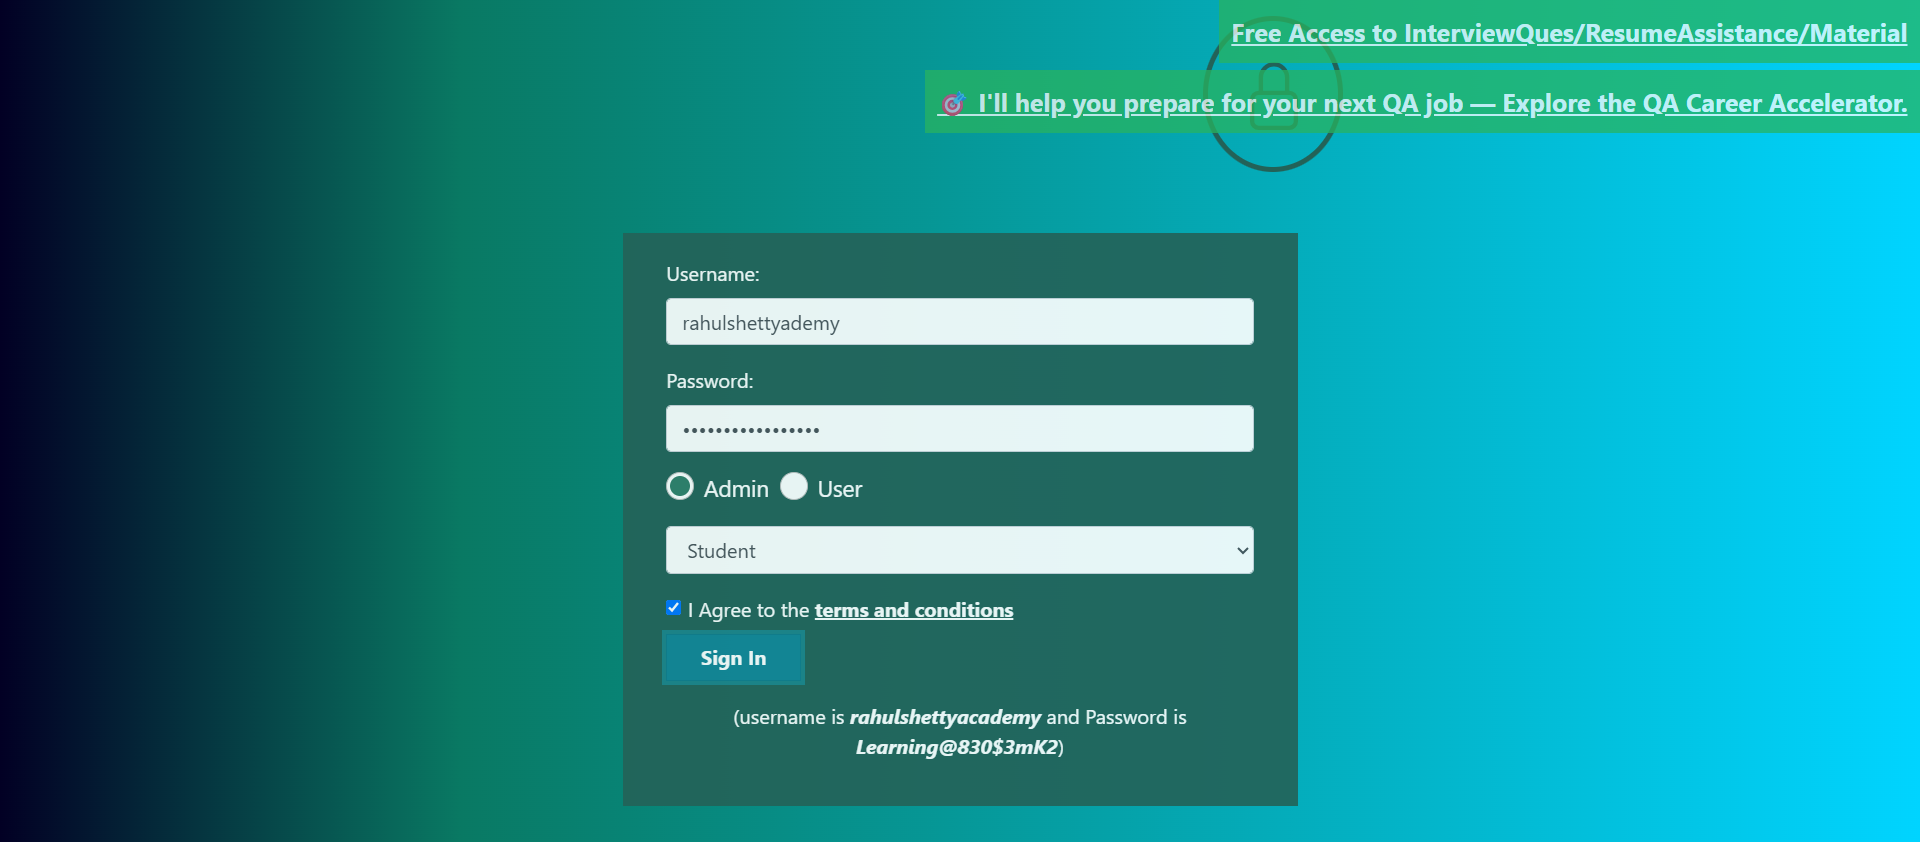 Free Access to InterviewQues/ResumeAssistance/Material
🎯 I'll help you prepare for your next QA job — Explore the QA Career Accelerator.
Username:
rahulshettyademy
Password:
•••••••••••••••••
Admin User
Student
I Agree to the terms and conditions
Sign In
(username is rahulshettyacademy and Password is
Learning@830$3mK2)